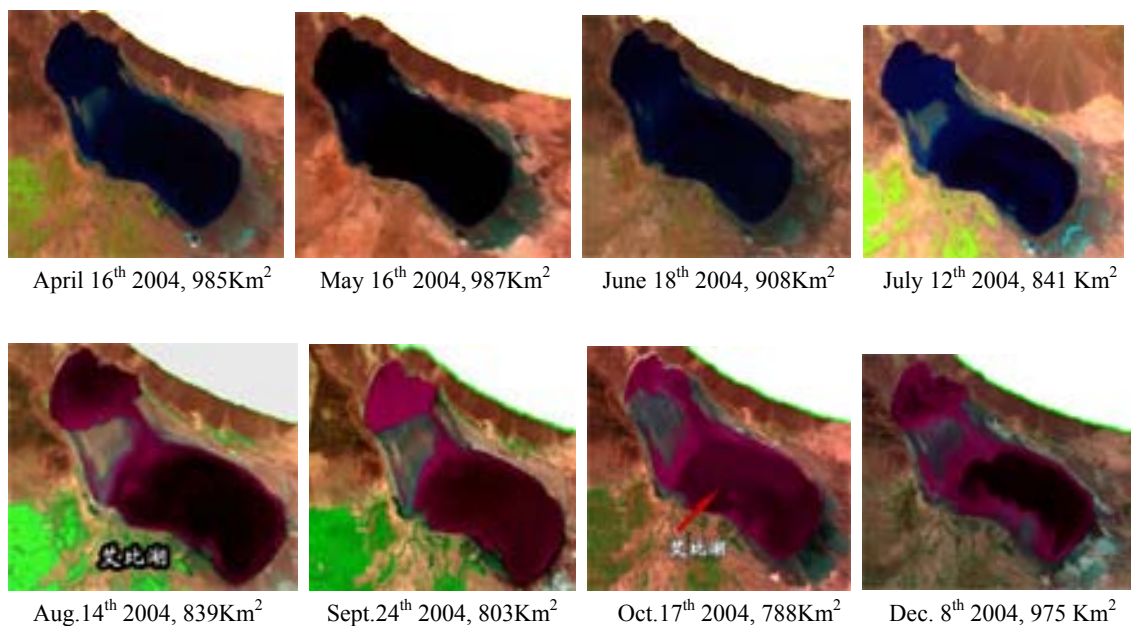 April 16th 2004, 985Km2
May 16th 2004, 987Km2
June 18th 2004, 908Km2
July 12th 2004, 841 Km2
艾比湖
艾比湖
Aug.14th 2004, 839Km2
Sept.24th 2004, 803Km2
Oct.17th 2004, 788Km2
Dec. 8th 2004, 975 Km2